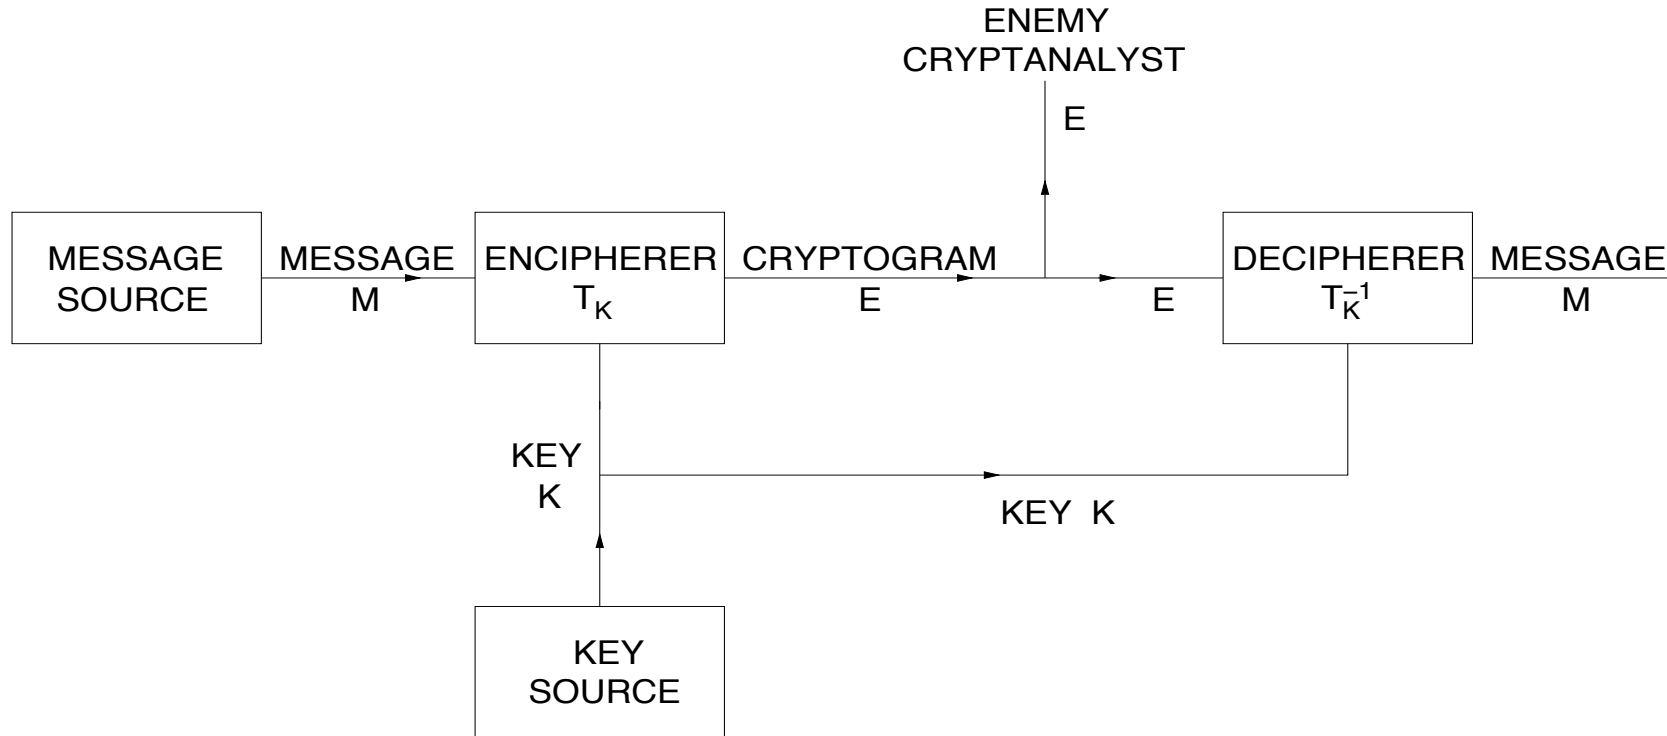 ENEMY
CRYPTANALYST
E
MESSAGE
SOURCE
MESSAGE
M
ENCIPHERER
T_K
CRYPTOGRAM
E
E
DECIPHERER
T_K^−1
MESSAGE
M
KEY
K
KEY K
KEY
SOURCE